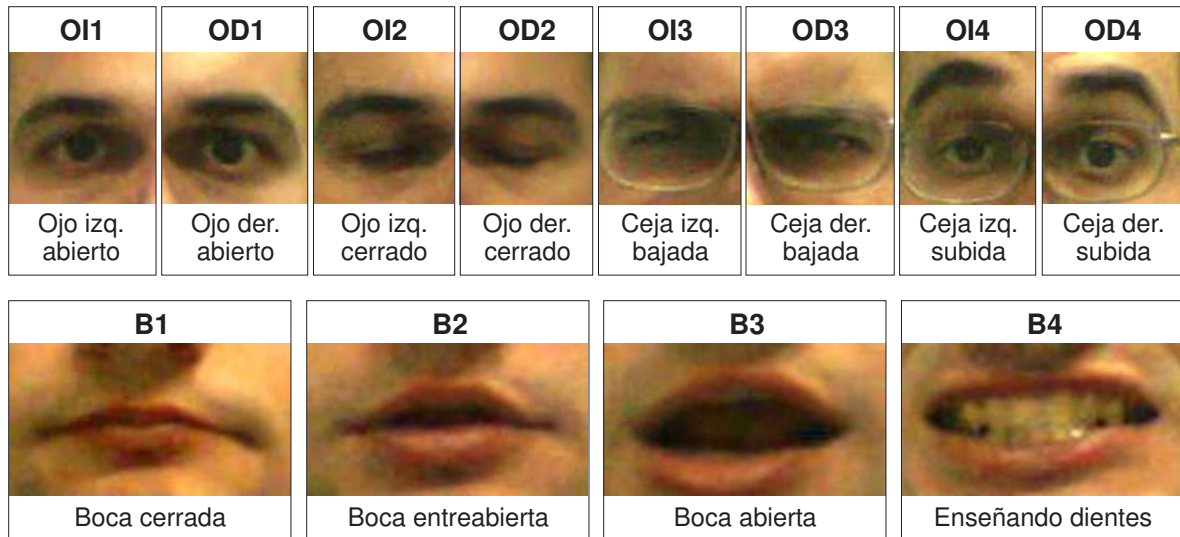 OI1 OD1 OI2 OD2 OI3 OD3 OI4 OD4
Ojo izq. Ojo der. Ojo izq. Ojo der. Ceja izq. Ceja der. Ceja izq. Ceja der.
abierto abierto cerrado cerrado bajada bajada subida subida
B1 B2 B3 B4
Boca cerrada Boca entreabierta Boca abierta Enseñando dientes